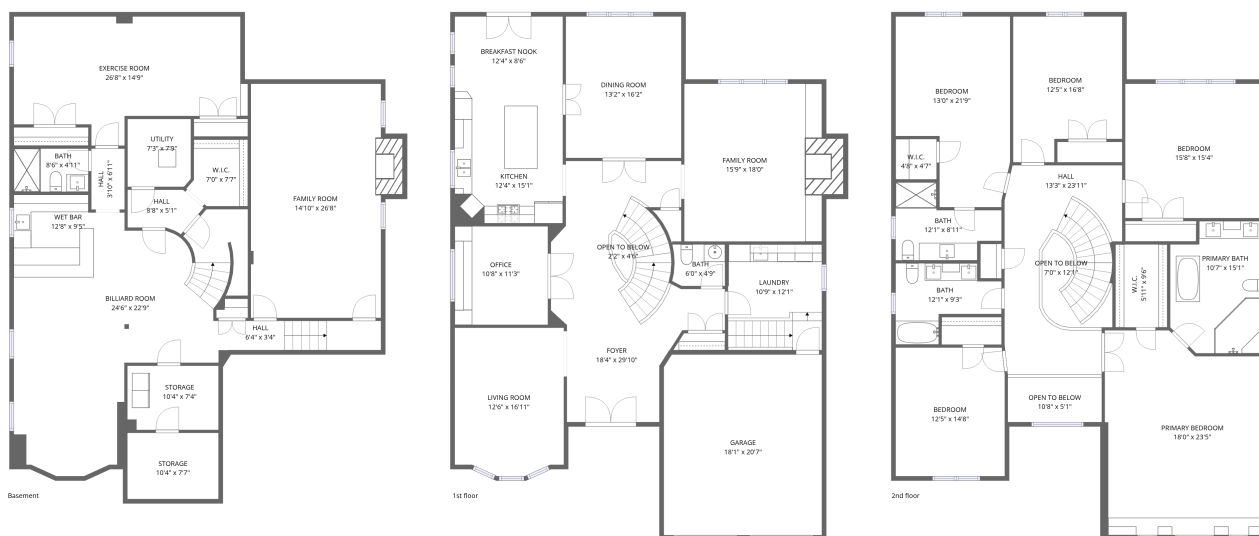 EXERCISE ROOM
26'8" x 14'9"
UTILITY
7'3" x 7'9"
BATH
8'6" x 4'11"
HALL
3'10" x 6'11"
W.I.C.
7'0" x 7'7"
HALL
8'8" x 5'1"
FAMILY ROOM
14'10" x 26'8"
WET BAR
12'8" x 9'5"
BILLIARD ROOM
24'6" x 22'9"
HALL
6'4" x 3'4"
STORAGE
10'4" x 7'4"
STORAGE
10'4" x 7'7"
Basement
BREAKFAST NOOK
12'4" x 8'6"
DINING ROOM
13'2" x 16'2"
FAMILY ROOM
15'9" x 18'0"
KITCHEN
12'4" x 15'1"
OPEN TO BELOW
2'2" x 4'6"
OFFICE
10'8" x 11'3"
BATH
6'0" x 4'9"
LAUNDRY
10'9" x 12'1"
FOYER
18'4" x 29'10"
LIVING ROOM
12'6" x 16'11"
GARAGE
18'1" x 20'7"
1st floor
BEDROOM
13'0" x 21'9"
BEDROOM
12'5" x 16'8"
BEDROOM
15'8" x 15'4"
W.I.C.
4'8" x 4'7"
HALL
13'3" x 23'11"
BATH
12'1" x 8'11"
OPEN TO BELOW
7'0" x 12'1"
W.I.C.
5'11" x 9'6"
PRIMARY BATH
10'7" x 15'1"
BATH
12'1" x 9'3"
BEDROOM
12'5" x 14'8"
OPEN TO BELOW
10'8" x 5'1"
PRIMARY BEDROOM
18'0" x 23'5"
2nd floor